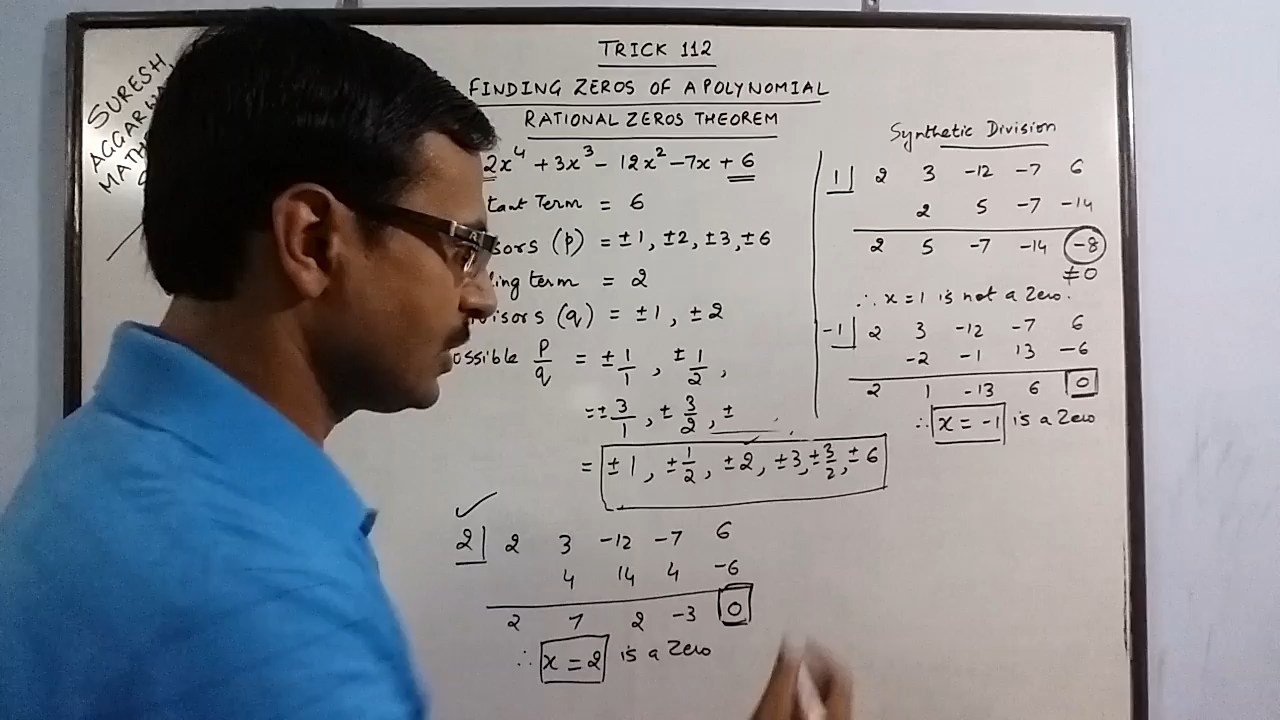 SURESH
AGGARWA
MATHE
TRICK 112
FINDING ZEROS OF A POLYNOMIAL
RATIONAL ZEROS THEOREM
2x⁴ + 3x³ - 12x² - 7x + 6
tant Term = 6
sors (p) = ±1, ±2, ±3, ±6
ing term = 2
visors (q) = ±1, ±2
ossible p/q = ± 1/1, ± 1/2,
= ± 3/1, ± 3/2, ±
= ±1, ± 1/2, ±2, ±3, ± 3/2, ±6
2 | 2 3 -12 -7 6
4 14 4 -6
2 7 2 -3 0
∴ x = 2 is a Zero
Synthetic Division
1 | 2 3 -12 -7 6
2 5 -7 -14
2 5 -7 -14 -8
≠ 0
∴ x = 1 is not a Zero.
-1 | 2 3 -12 -7 6
-2 -1 13 -6
2 1 -13 6 0
∴ x = -1 is a Zero